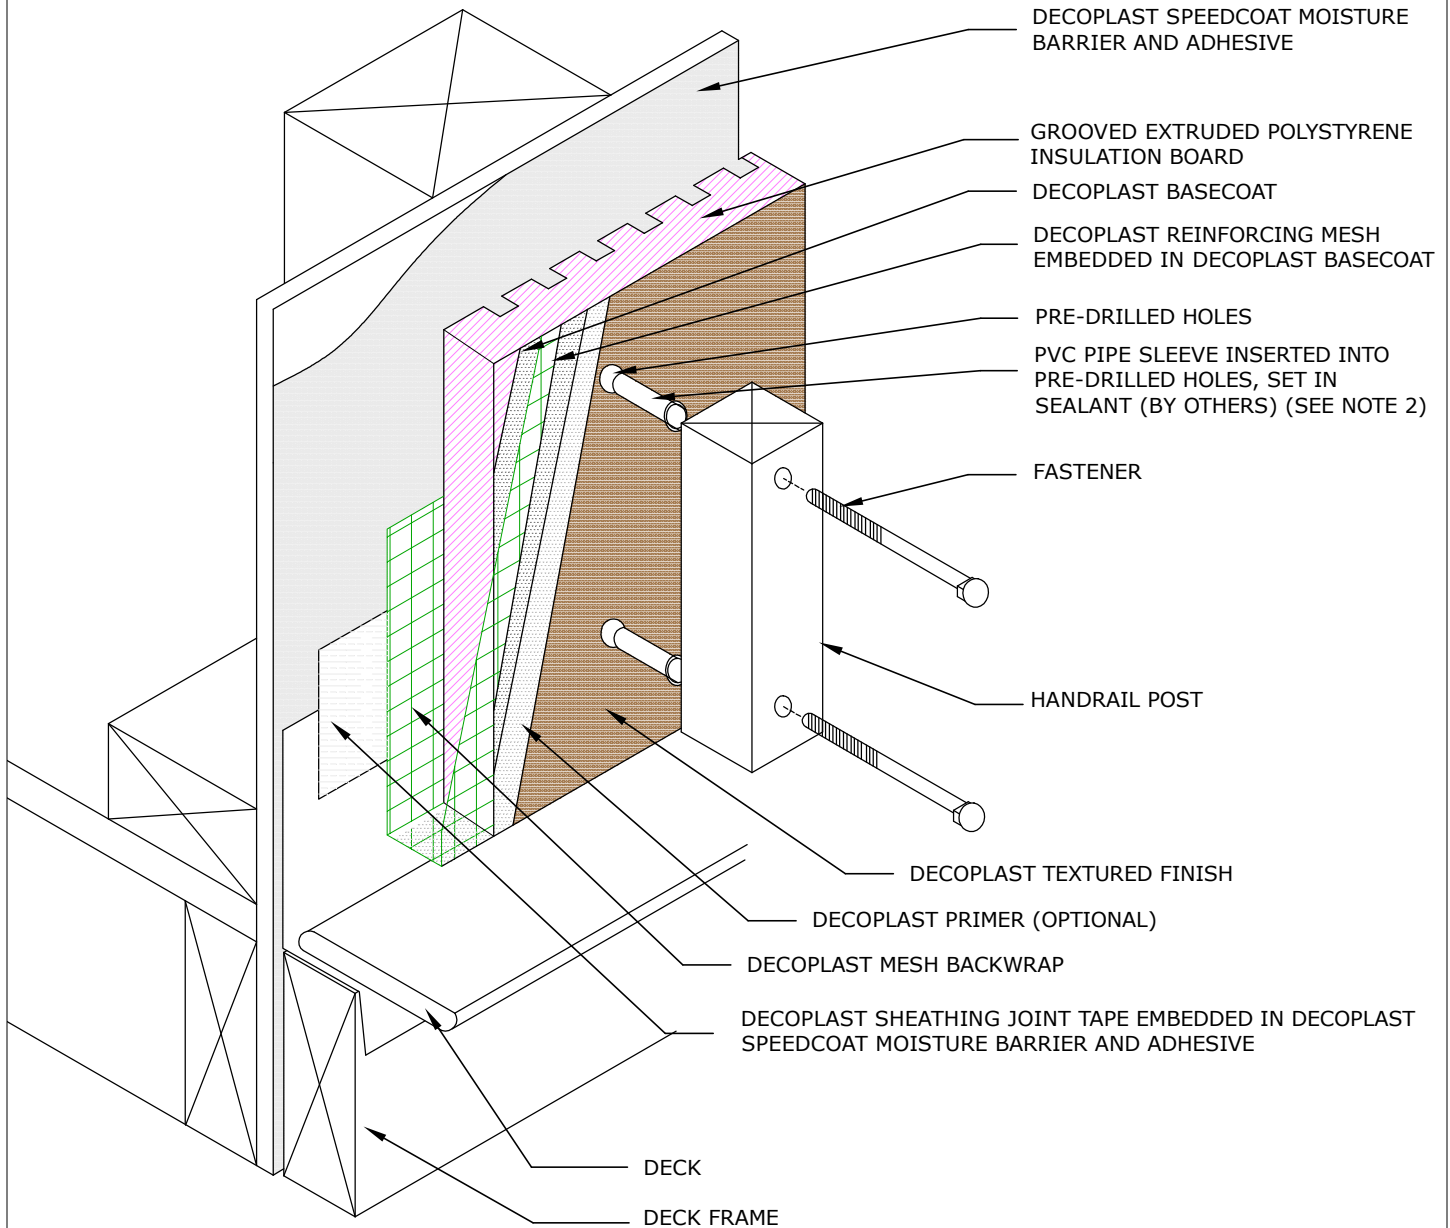 DECOPLAST SPEEDCOAT MOISTURE
BARRIER AND ADHESIVE
GROOVED EXTRUDED POLYSTYRENE
INSULATION BOARD
DECOPLAST BASECOAT
DECOPLAST REINFORCING MESH
EMBEDDED IN DECOPLAST BASECOAT
PRE-DRILLED HOLES
PVC PIPE SLEEVE INSERTED INTO
PRE-DRILLED HOLES, SET IN
SEALANT (BY OTHERS) (SEE NOTE 2)
FASTENER
HANDRAIL POST
DECOPLAST TEXTURED FINISH
DECOPLAST PRIMER (OPTIONAL)
DECOPLAST MESH BACKWRAP
DECOPLAST SHEATHING JOINT TAPE EMBEDDED IN DECOPLAST
SPEEDCOAT MOISTURE BARRIER AND ADHESIVE
DECK
DECK FRAME